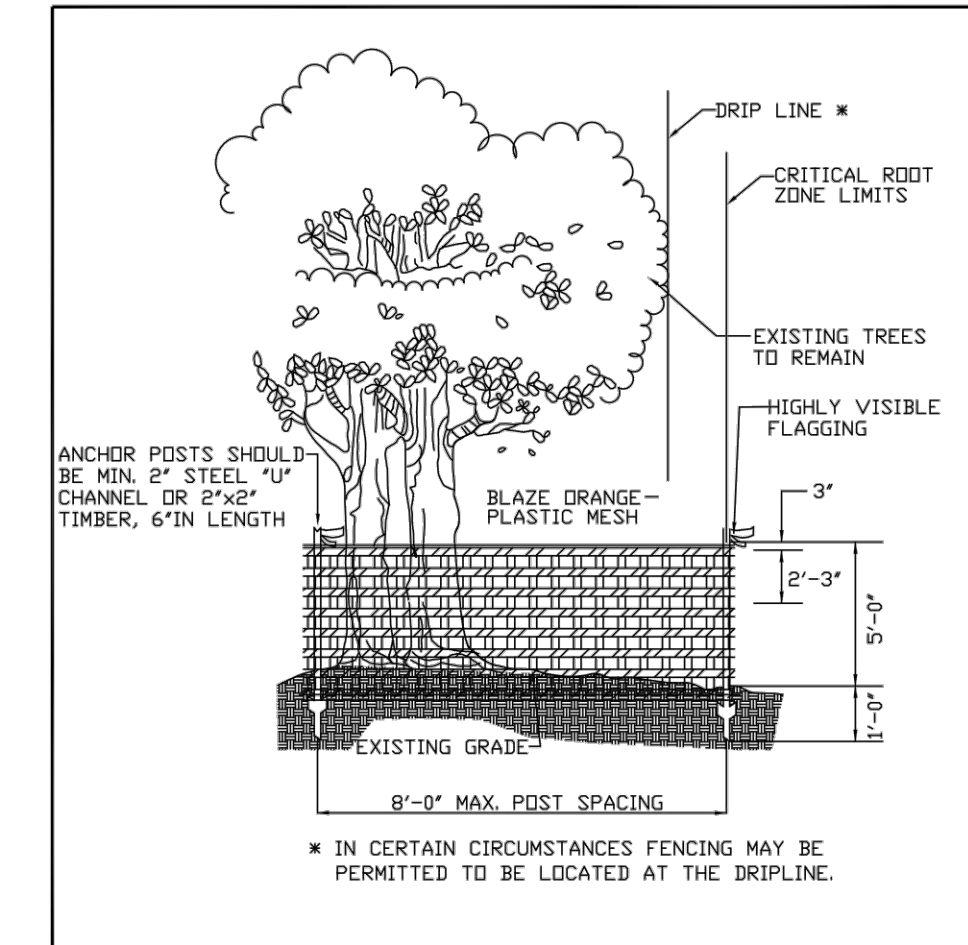 DRIP LINE *
CRITICAL ROOT
ZONE LIMITS
EXISTING TREES
TO REMAIN
HIGHLY VISIBLE
FLAGGING
ANCHOR POSTS SHOULD
BE MIN. 2" STEEL "U"
CHANNEL OR 2"x2"
TIMBER, 6"IN LENGTH
BLAZE ORANGE
PLASTIC MESH
3"
2'-3"
5'-0"
1'-0"
EXISTING GRADE
8'-0" MAX. POST SPACING
* IN CERTAIN CIRCUMSTANCES FENCING MAY BE
PERMITTED TO BE LOCATED AT THE DRIPLINE.